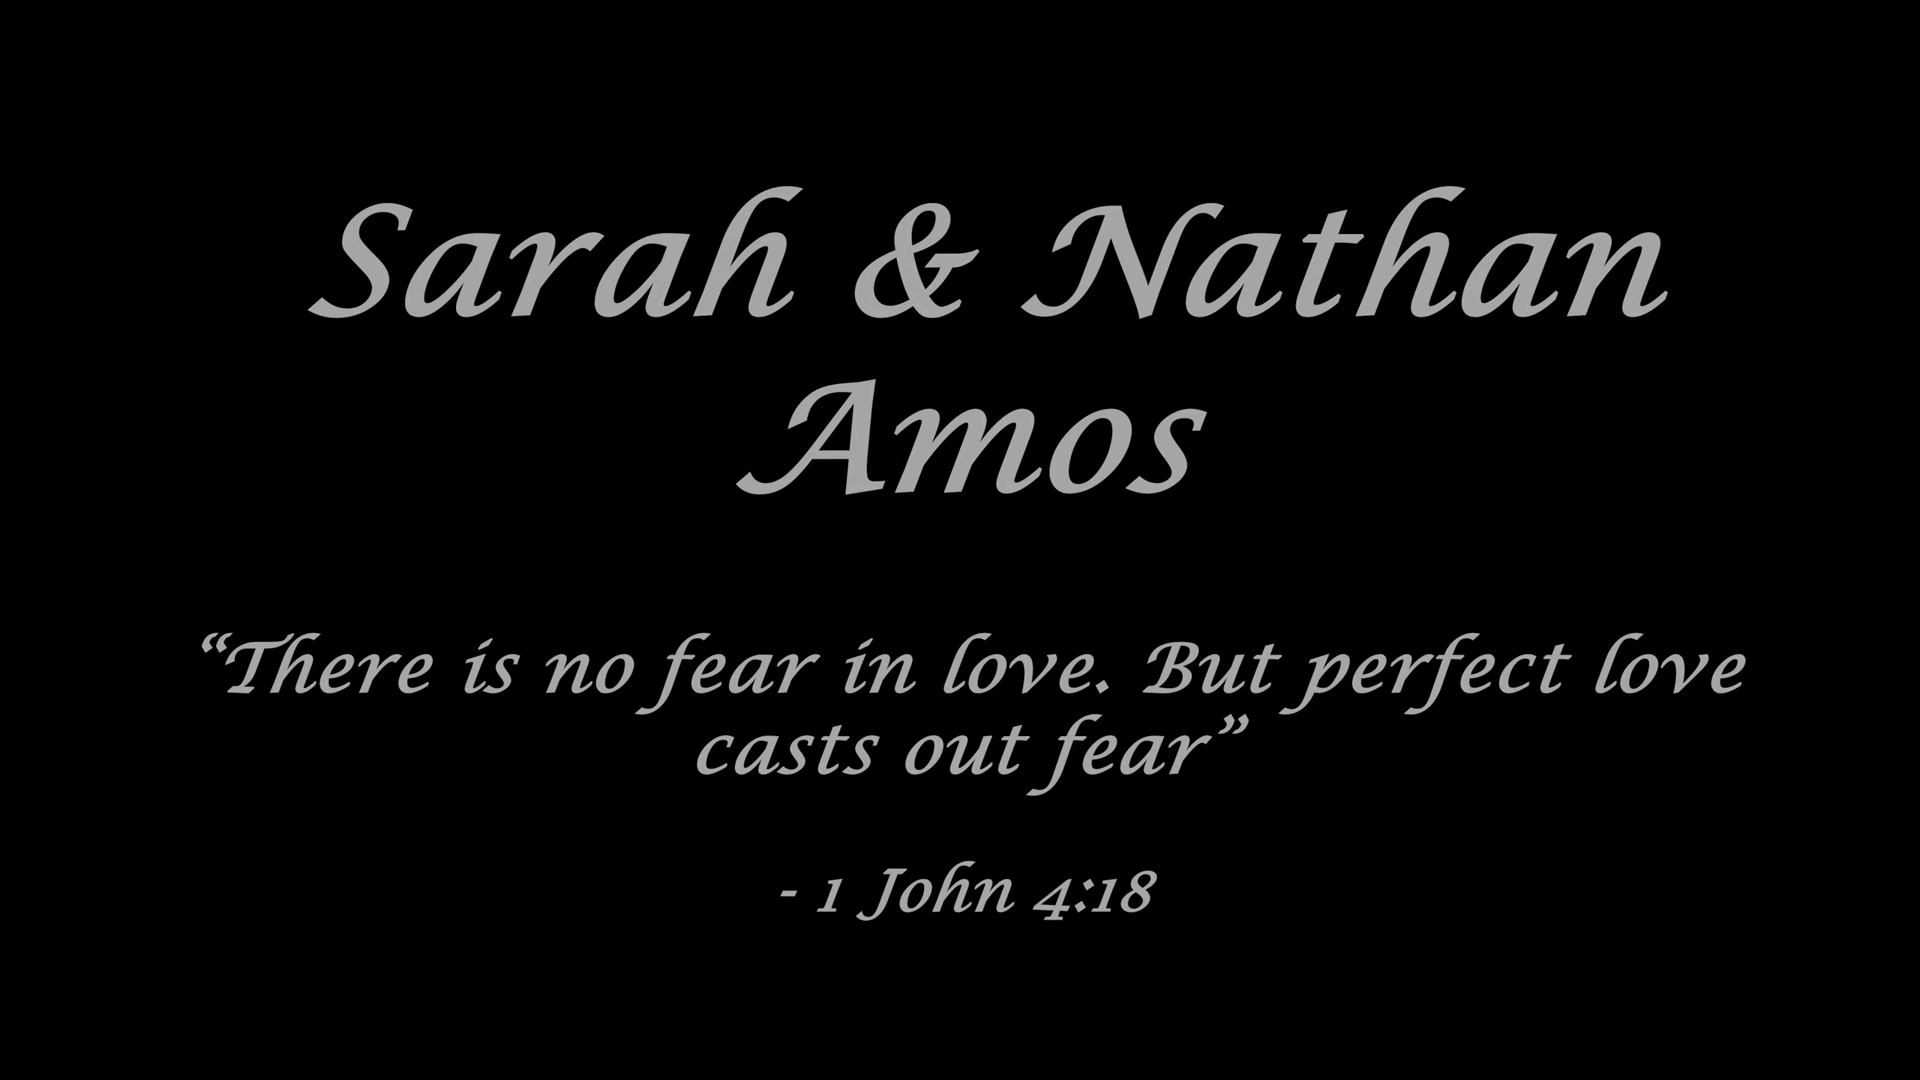 Sarah & Nathan
Amos
“There is no fear in love. But perfect love
casts out fear”
- 1 John 4:18